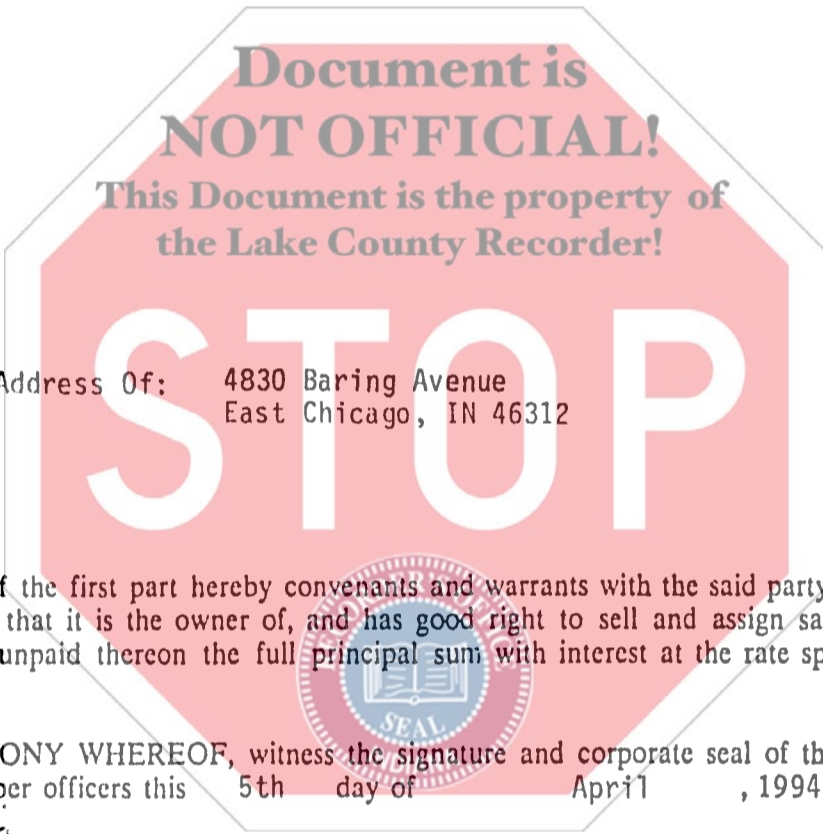 Document is
NOT OFFICIAL!
This Document is the property of
the Lake County Recorder!
STOP
Address Of: 4830 Baring Avenue
East Chicago, IN 46312
f the first part hereby convenants and warrants with the said party
that it is the owner of, and has good right to sell and assign sa
unpaid thereon the full principal sum with interest at the rate sp
RECORDER'S OFFICE
SEAL
ONY WHEREOF, witness the signature and corporate seal of th
per officers this 5th day of April , 1994